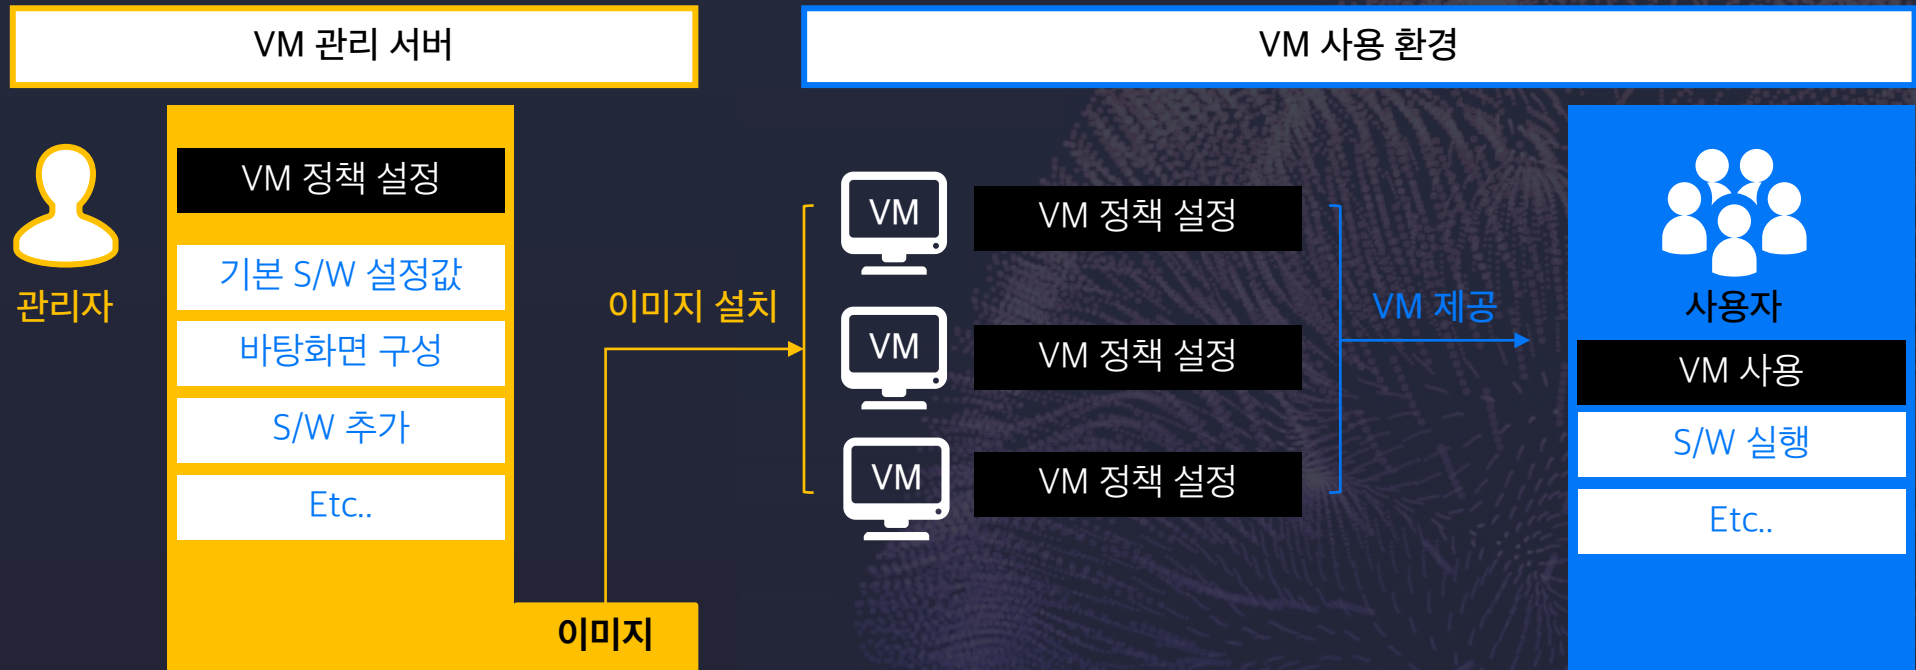 VM 관리 서버
VM 사용 환경
관리자
VM 정책 설정
기본 S/W 설정값
바탕화면 구성
S/W 추가
Etc..
이미지
이미지 설치
VM
VM 정책 설정
VM
VM 정책 설정
VM
VM 정책 설정
VM 제공
사용자
VM 사용
S/W 실행
Etc..